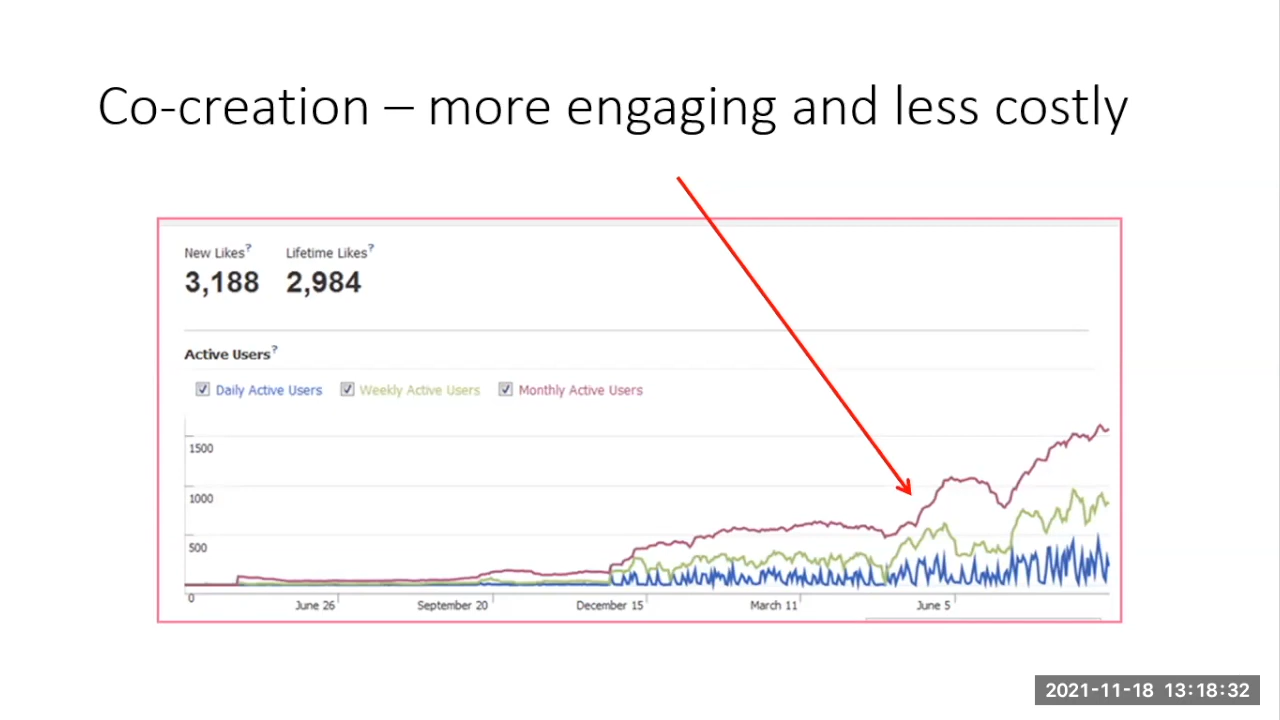 Co-creation – more engaging and less costly
New Likes? Lifetime Likes?
3,188 2,984
Active Users?
Daily Active Users Weekly Active Users Monthly Active Users
1500
1000
500
0
June 26 September 20 December 15 March 11 June 5
2021-11-18 13:18:32